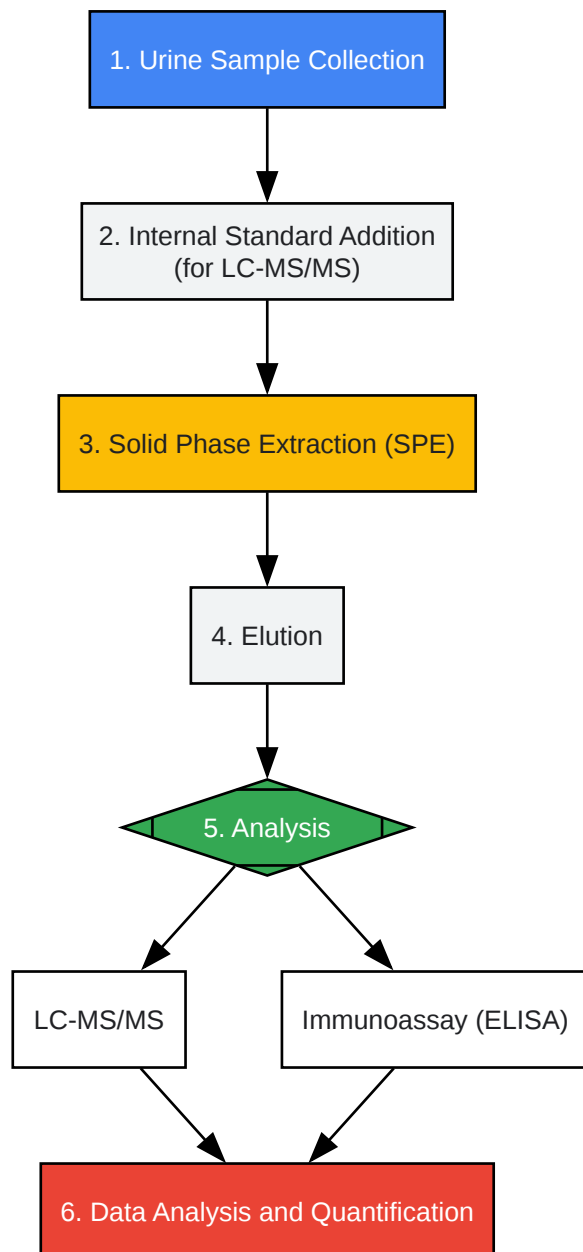 1. Urine Sample Collection
2. Internal Standard Addition
(for LC-MS/MS)
3. Solid Phase Extraction (SPE)
4. Elution
5. Analysis
LC-MS/MS
Immunoassay (ELISA)
6. Data Analysis and Quantification